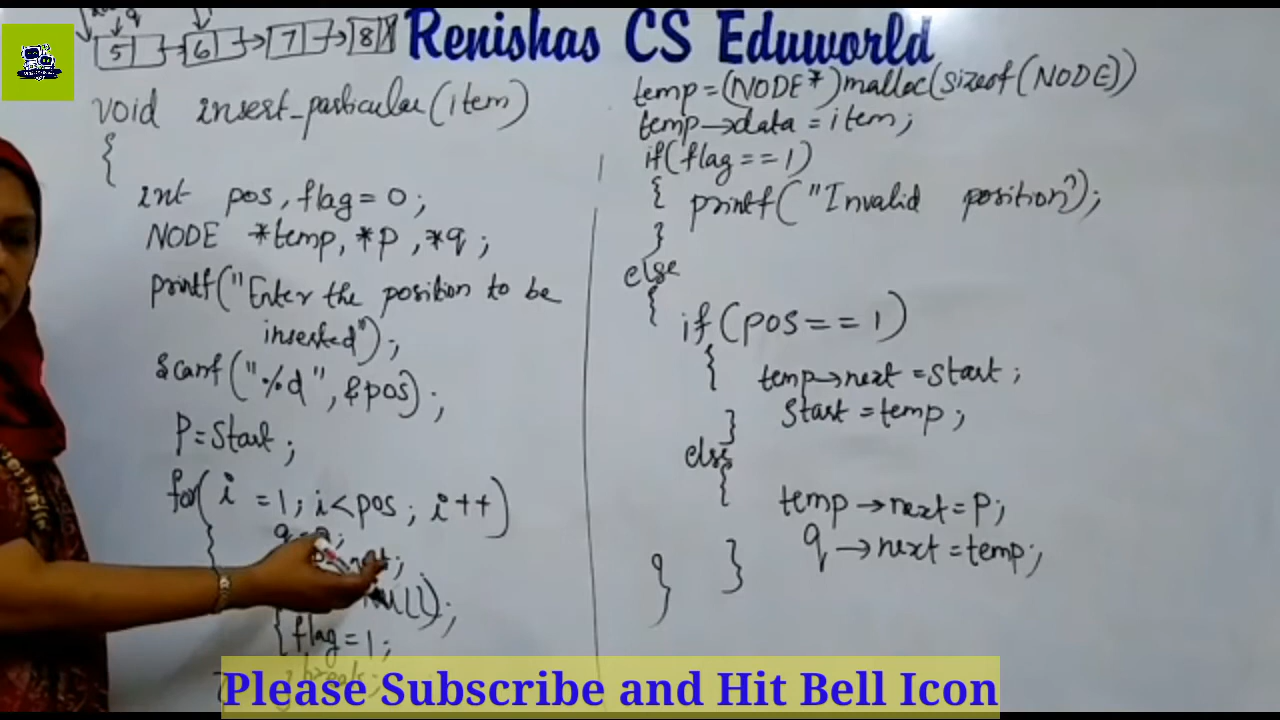 Renishas CS Eduworld
q
5 6 7 8
void insert_particular(item)
{
int pos, flag = 0;
NODE *temp, *p, *q;
printf("Enter the position to be
inserted");
scanf("%d", &pos);
P=Start;
for(i=1; i<pos; i++)
{
NULL);
{ flag=1;
break;
temp=(NODE*)malloc(sizeof(NODE))
temp→data = item;
if(flag==1)
{ printf("Invalid position");
}
else
{ if(pos==1)
{ temp→next = Start;
Start = temp;
}
else
{ temp→next = P;
q→next = temp;
}
}
Please Subscribe and Hit Bell Icon